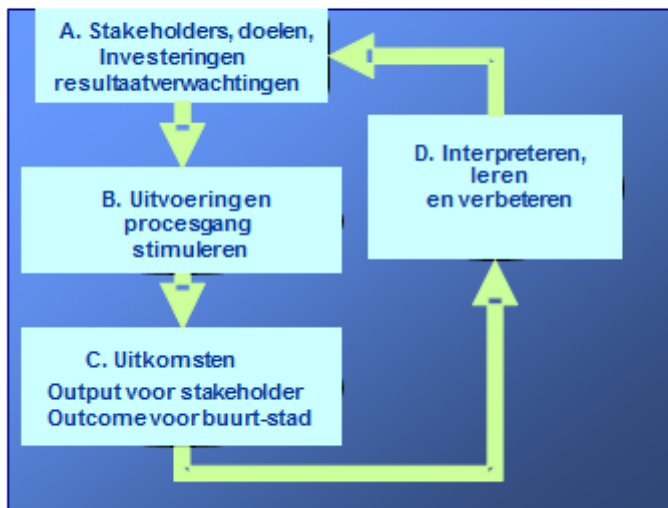 A. Stakeholders, doelen,
Investeringen
resultaatverwachtingen
B. Uitvoering en
procesgang
stimuleren
C. Uitkomsten
Output voor stakeholder
Outcome voor buurt-stad
D. Interpreteren,
leren
en verbeteren